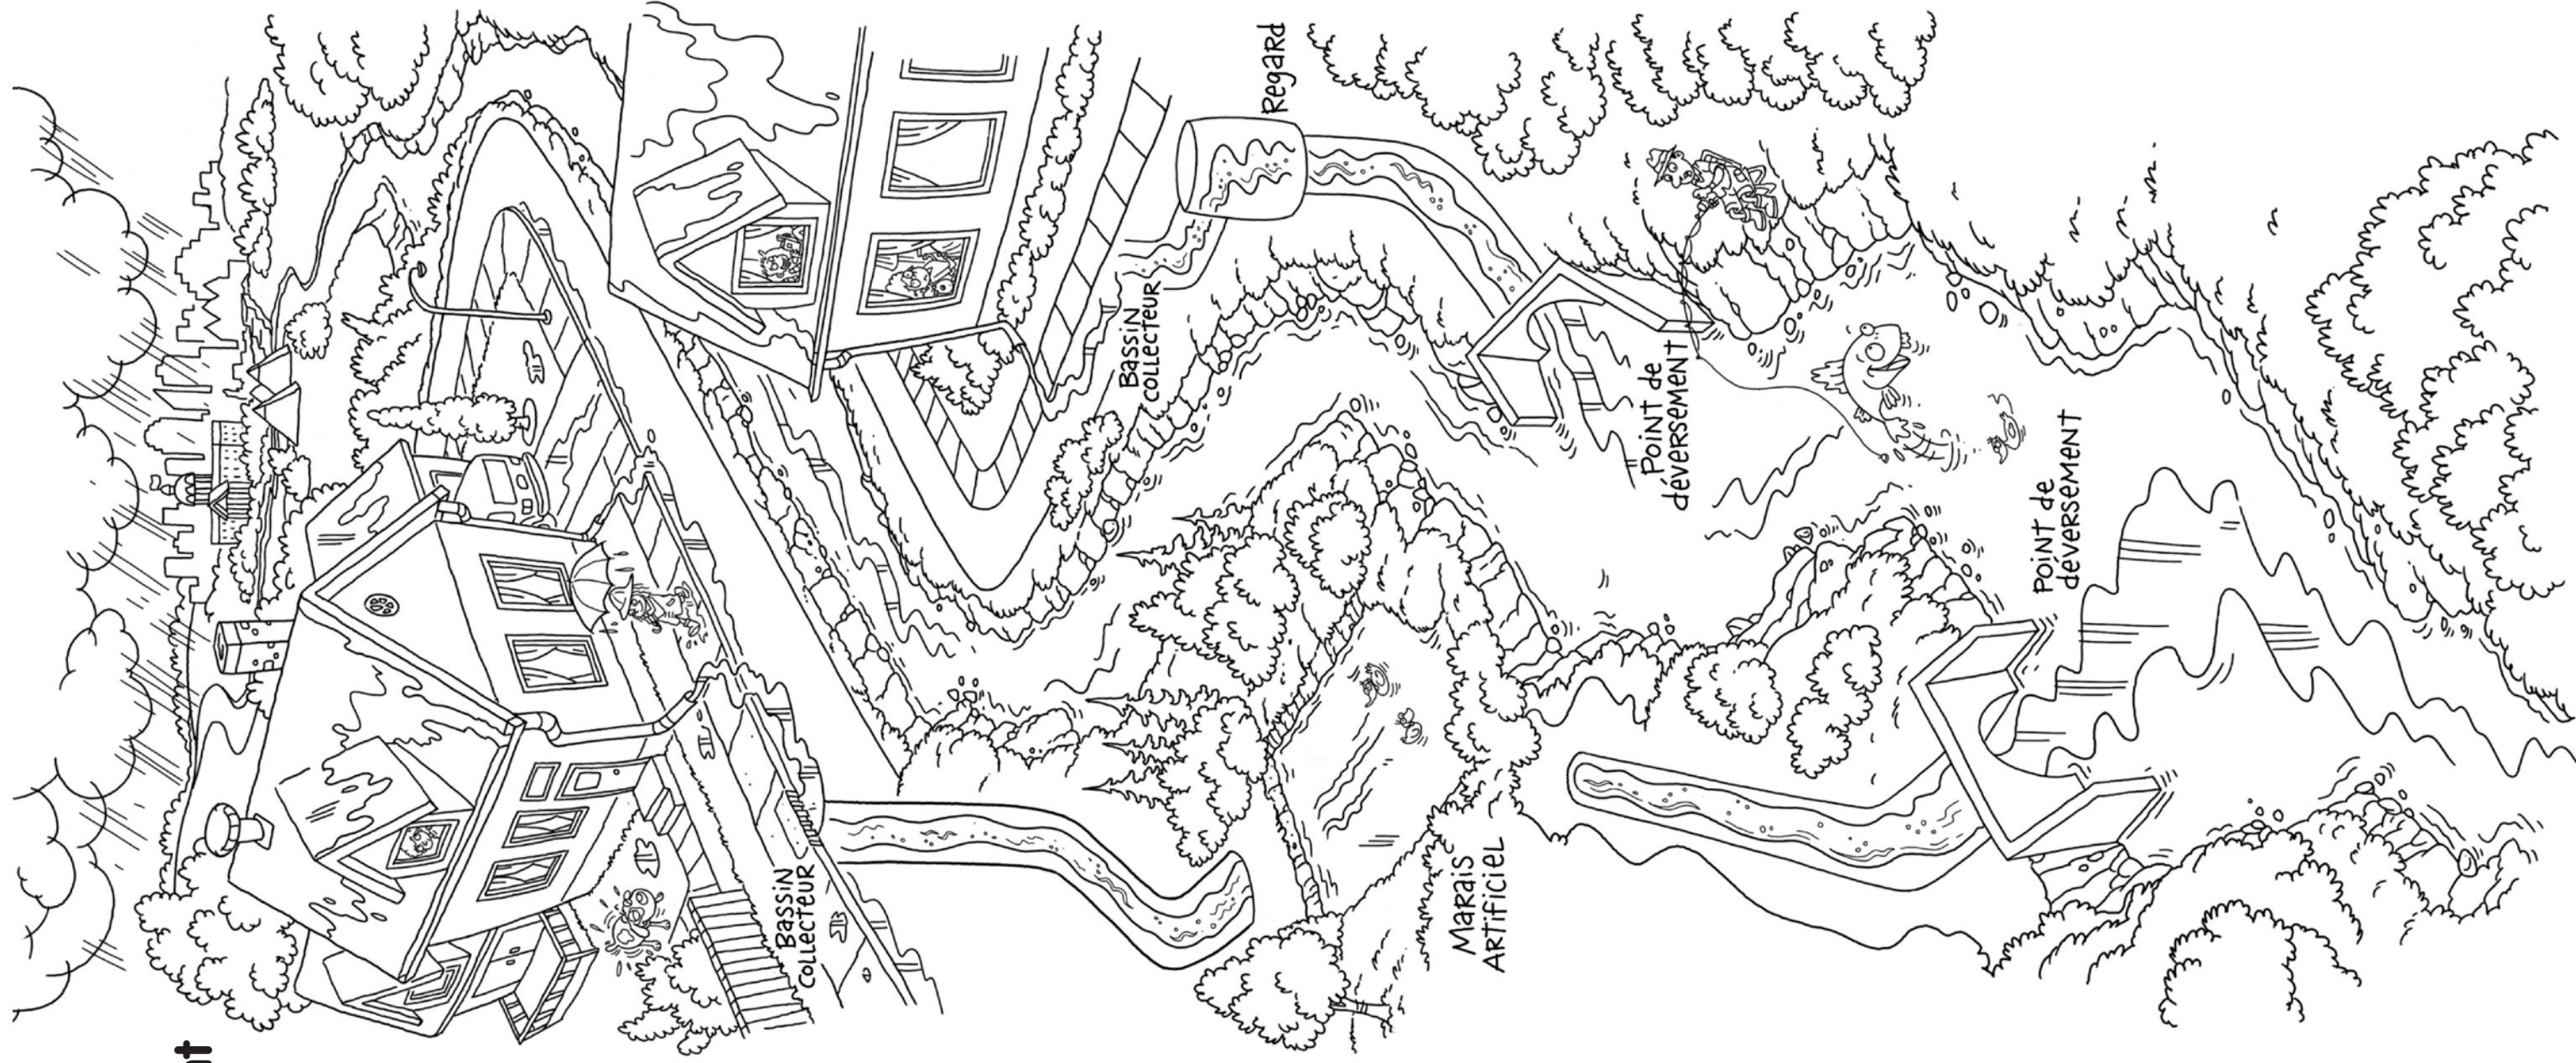 Bassin
collecteur
Bassin
collecteur
Regard
Marais
Artificiel
Point de
déversement
Point de
déversement